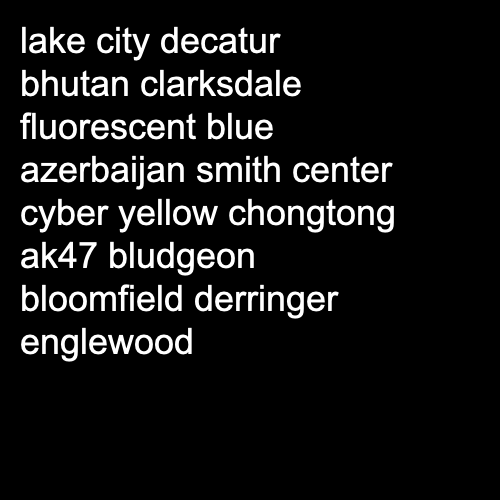 lake city decatur
bhutan clarksdale
fluorescent blue
azerbaijan smith center
cyber yellow chongtong
ak47 bludgeon
bloomfield derringer
englewood